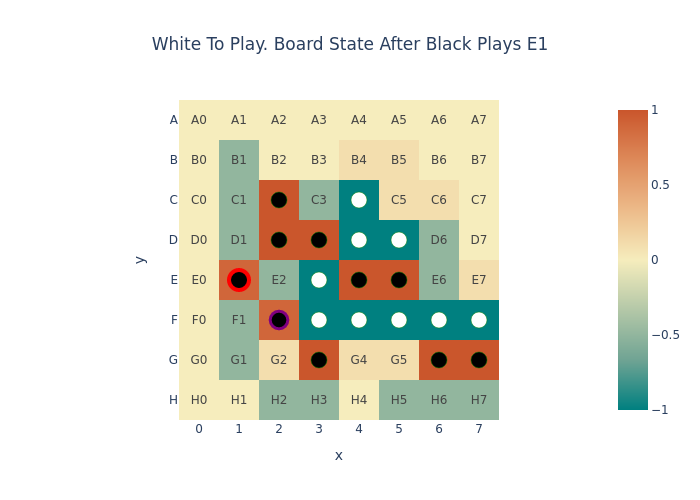 White To Play. Board State After Black Plays E1
A A0 A1 A2 A3 A4 A5 A6 A7
B B0 B1 B2 B3 B4 B5 B6 B7
C C0 C1 C3 C5 C6 C7
D D0 D1 D6 D7
E E0 E2 E6 E7
F F0 F1
G G0 G1 G2 G4 G5
H H0 H1 H2 H3 H4 H5 H6 H7
0 1 2 3 4 5 6 7
x
y
1
0.5
0
−0.5
−1